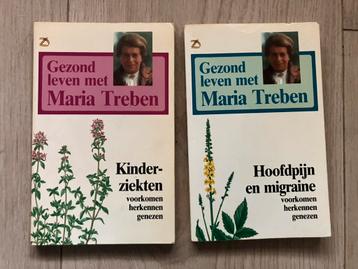 Gezond
leven met
Maria Treben
Kinder-
ziekten
voorkomen
herkennen
genezen
Gezond
leven met
Maria Treben
Hoofdpijn
en migraine
voorkomen
herkennen
genezen